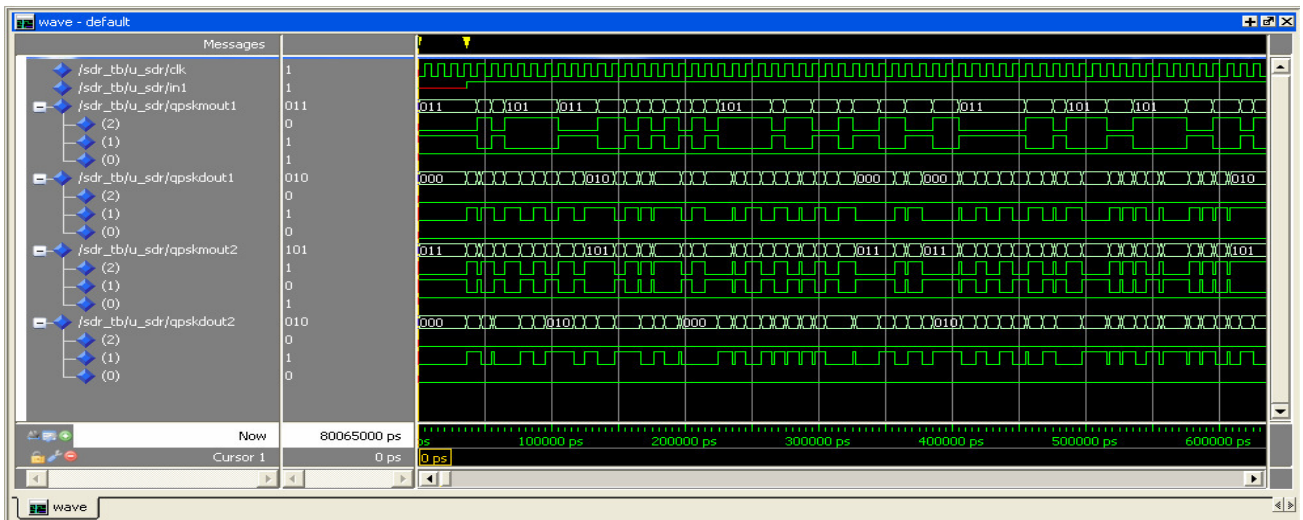 wave - default
Messages
/sdr_tb/u_sdr/clk 1
/sdr_tb/u_sdr/in1 1
/sdr_tb/u_sdr/qpskmout1 011 011 101 011 101 011 101 101
(2) 0
(1) 1
(0) 1
/sdr_tb/u_sdr/qpskdout1 010 000 010 000 000 010
(2) 0
(1) 1
(0) 0
/sdr_tb/u_sdr/qpskmout2 101 011 101 011 011 101
(2) 1
(1) 0
(0) 1
/sdr_tb/u_sdr/qpskdout2 010 000 010 000 010
(2) 0
(1) 1
(0) 0
Now 80065000 ps ps 100000 ps 200000 ps 300000 ps 400000 ps 500000 ps 600000 ps
Cursor 1 0 ps 0 ps
wave